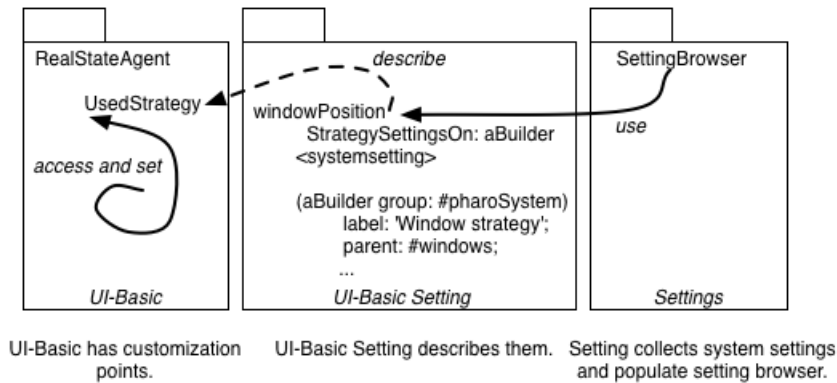 RealStateAgent
UsedStrategy
access and set
UI-Basic
describe
windowPosition
StrategySettingsOn: aBuilder
<systemsetting>
(aBuilder group: #pharoSystem)
label: 'Window strategy';
parent: #windows;
...
UI-Basic Setting
SettingBrowser
use
Settings
UI-Basic has customization
points.
UI-Basic Setting describes them.
Setting collects system settings
and populate setting browser.